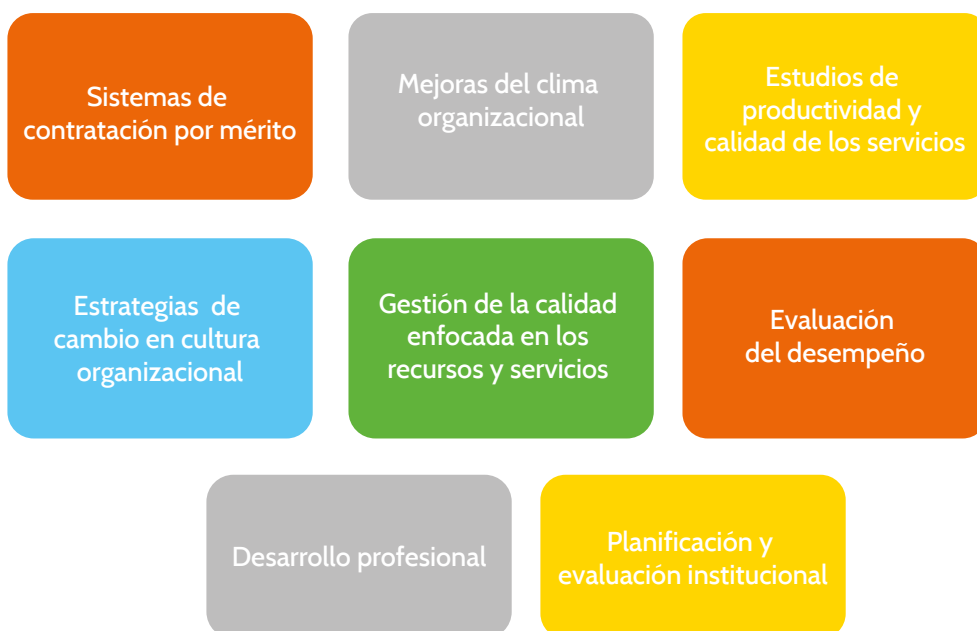 Sistemas de
contratación por mérito
Mejoras del clima
organizacional
Estudios de
productividad y
calidad de los servicios
Estrategias de
cambio en cultura
organizacional
Gestión de la calidad
enfocada en los
recursos y servicios
Evaluación
del desempeño
Desarrollo profesional
Planificación y
evaluación institucional